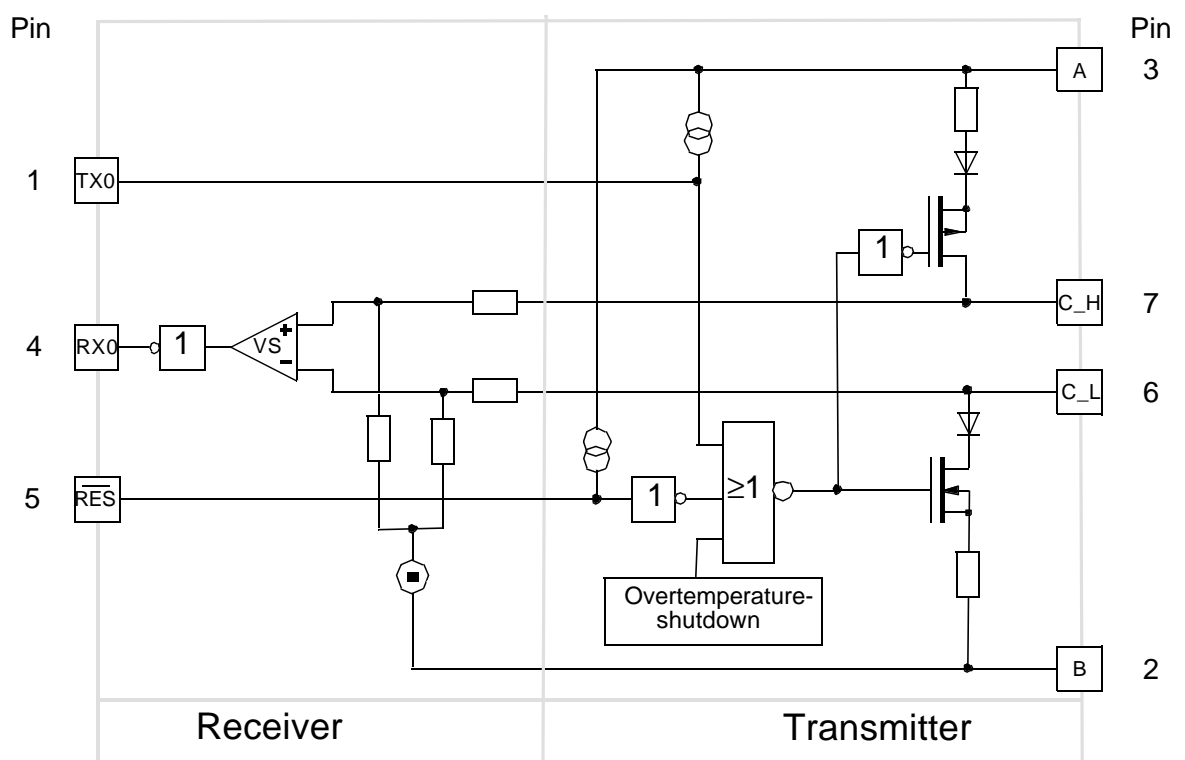 Pin
Pin
A
3
1
TX0
1
C_H
7
4
RX0
1
VS
+
−
C_L
6
5
RES
1
≥1
Overtemperature-
shutdown
B
2
Receiver
Transmitter